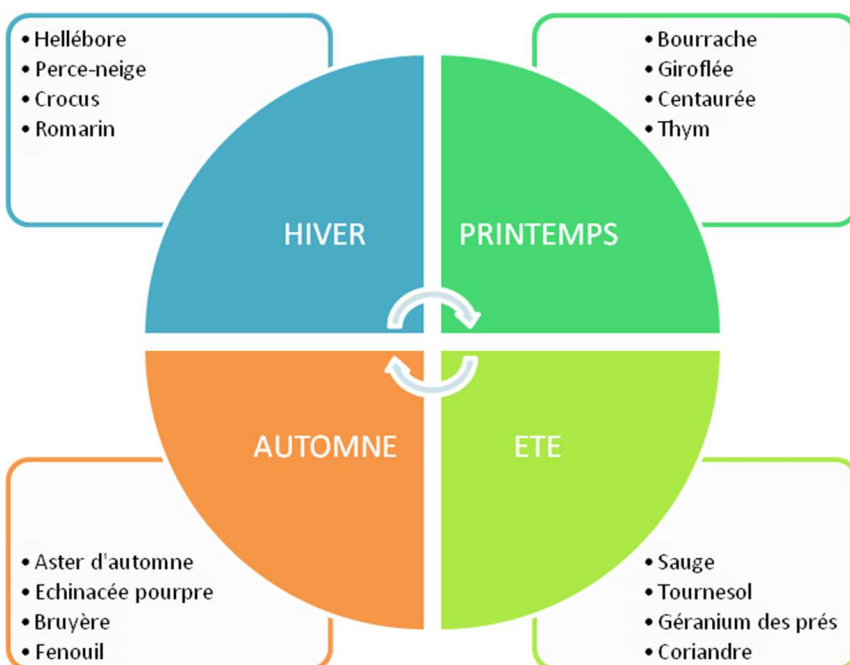 • Hellébore
• Perce-neige
• Crocus
• Romarin
• Bourrache
• Giroflée
• Centaurée
• Thym
HIVER
PRINTEMPS
AUTOMNE
ETE
• Aster d'automne
• Echinacée pourpre
• Bruyère
• Fenouil
• Sauge
• Tournesol
• Géranium des prés
• Coriandre